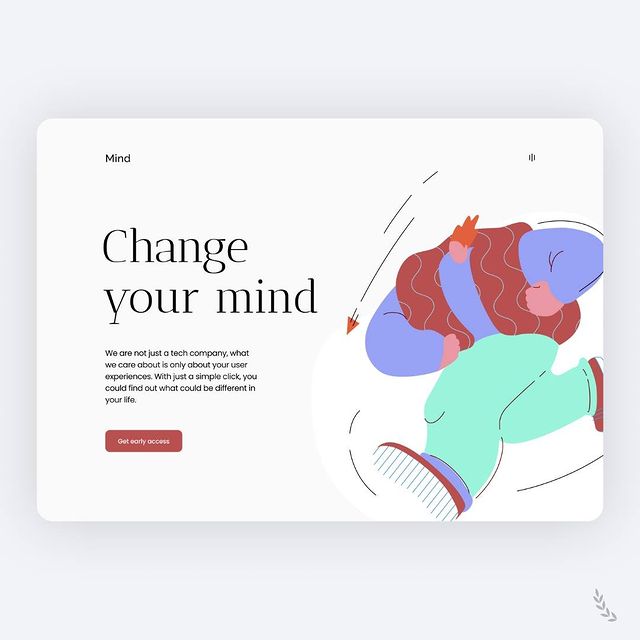 Mind
Change
your mind
We are not just a tech company, what
we care about is only about your user
experiences. With just a simple click, you
could find out what could be different in
your life.
Get early access